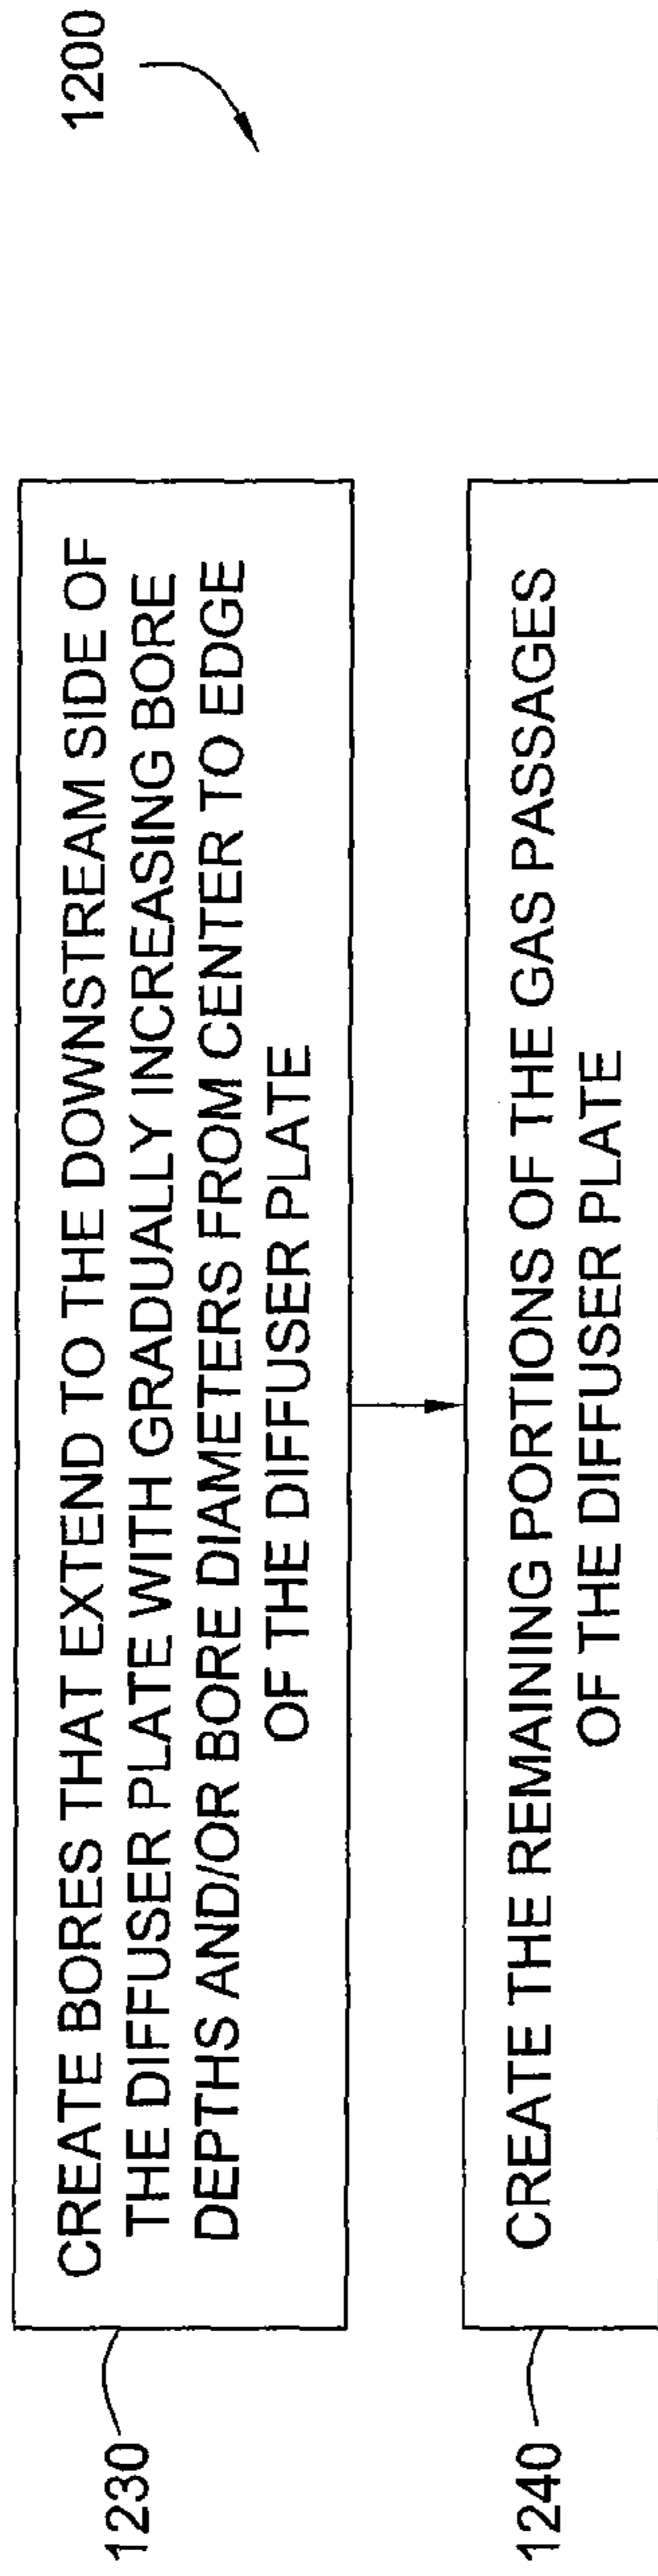 1200
1230
CREATE BORES THAT EXTEND TO THE DOWNSTREAM SIDE OF
THE DIFFUSER PLATE WITH GRADUALLY INCREASING BORE
DEPTHS AND/OR BORE DIAMETERS FROM CENTER TO EDGE
OF THE DIFFUSER PLATE
1240
CREATE THE REMAINING PORTIONS OF THE GAS PASSAGES
OF THE DIFFUSER PLATE